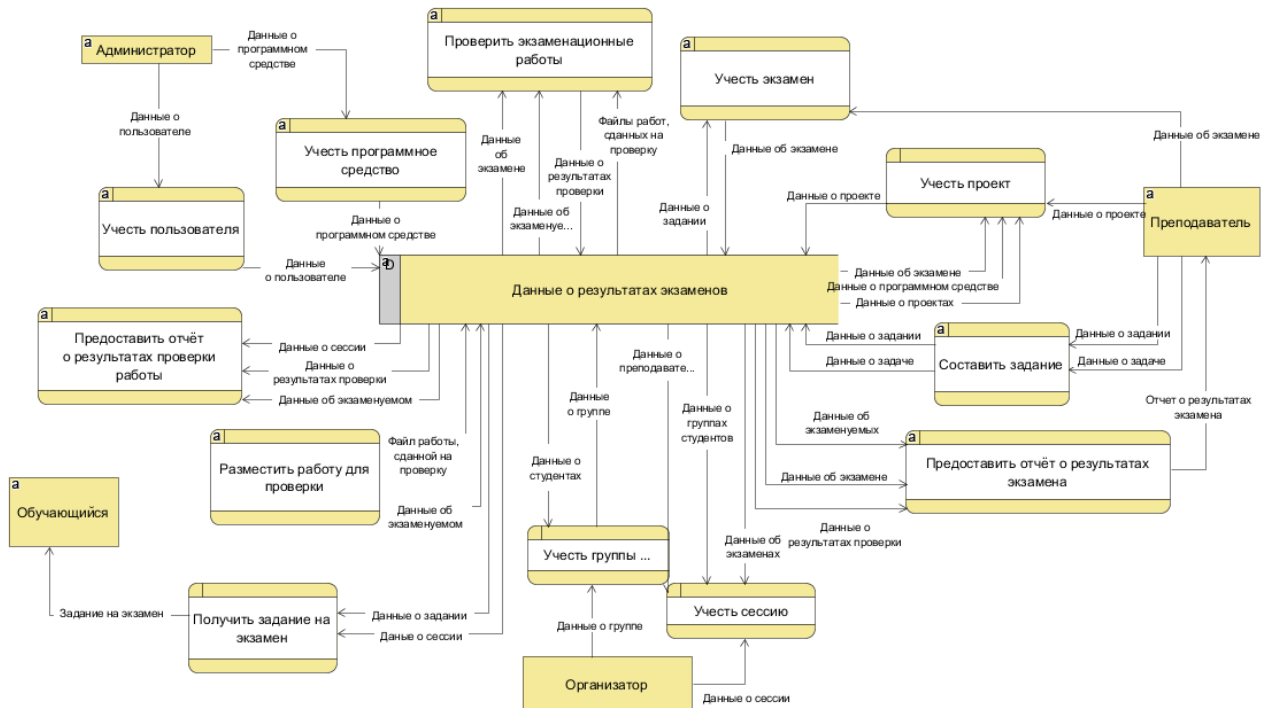 a
Администратор
Данные о
программном
средстве
a
Проверить экзаменационные
работы
a
Учесть экзамен
Данные о
пользователе
a
Учесть программное
средство
Данные
об
экзамене
Данные об
экзаменуе...
Данные о
результатах
проверки
Файлы работ,
сданных на
проверку
Данные об экзамене
Данные об экзамене
Учесть проект
Данные о проекте
Данные о проекте
a
Преподаватель
a
Учесть пользователя
Данные о
программном средстве
Данные о
задании
Данные
о пользователе
a
D
Данные о результатах экзаменов
Данные об экзамене
Данные о программном средстве
Данные о проектах
a
Предоставить отчёт
о результатах проверки
работы
Данные о сессии
Данные о
результатах проверки
Данные об экзаменуемом
Данные о
преподавате...
Данные о задании
Данные о задаче
a
Составить задание
Данные о задании
Данные о задаче
Данные
о группе
Данные о
группах
студентов
Отчет о результатах
экзамена
Данные об
экзаменуемых
a
Разместить работу для
проверки
Файл работы,
сданной на
проверку
Данные об
экзаменуемом
Данные о
студентах
Данные об экзамене
a
Предоставить отчёт о результатах
экзамена
a
Обучающийся
Учесть группы ...
Данные об
экзаменах
Данные о
результатах проверки
Задание на экзамен
Получить задание на
экзамен
Данные о задании
Даные о сессии
Учесть сессию
Данные о группе
Организатор
Данные о сессии